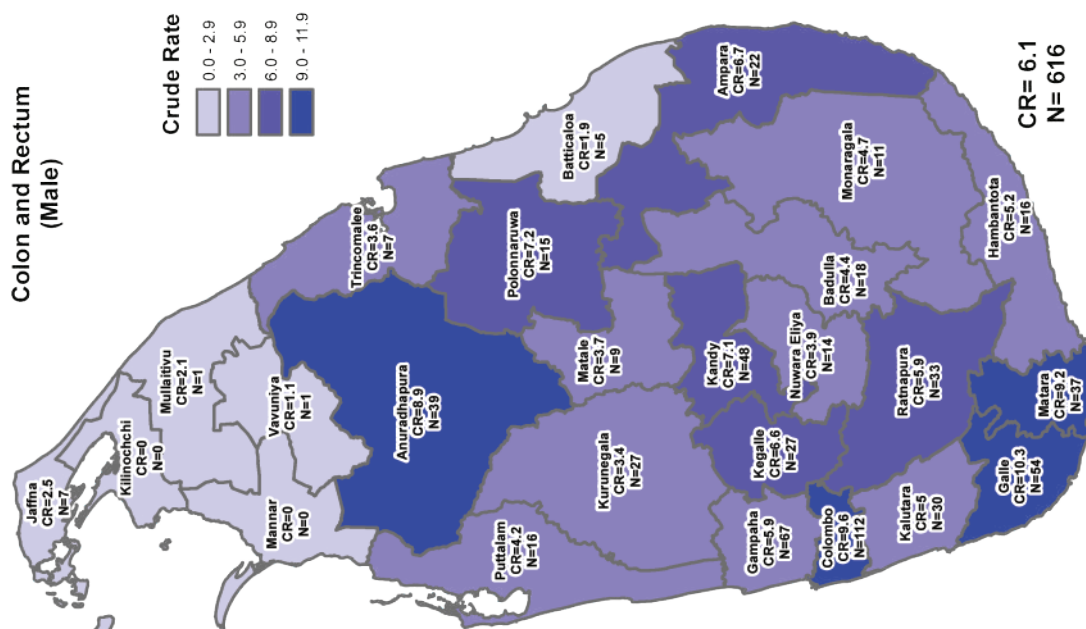 Colon and Rectum
(Male)
Crude Rate
0.0 - 2.9
3.0 - 5.9
6.0 - 8.9
9.0 - 11.9
Jaffna
CR=2.5
N=7
Kilinochchi
CR=0
N=0
Mullaitivu
CR=2.1
N=1
Mannar
CR=0
N=0
Vavuniya
CR=1.1
N=1
Trincomalee
CR=3.6
N=7
Anuradhapura
CR=8.9
N=39
Puttalam
CR=4.2
N=16
Polonnaruwa
CR=7.2
N=15
Batticaloa
CR=1.9
N=5
Matale
CR=3.7
N=9
Kurunegala
CR=3.4
N=27
Kandy
CR=7.1
N=48
Ampara
CR=6.7
N=22
Kegalle
CR=6.6
N=27
Gampaha
CR=5.9
N=67
Nuwara Eliya
CR=3.9
N=14
Badulla
CR=4.4
N=18
Monaragala
CR=4.7
N=11
Colombo
CR=9.6
N=112
Ratnapura
CR=5.9
N=33
Kalutara
CR=5
N=30
Hambantota
CR=5.2
N=16
Galle
CR=10.3
N=54
Matara
CR=9.2
N=37
CR= 6.1
N= 616